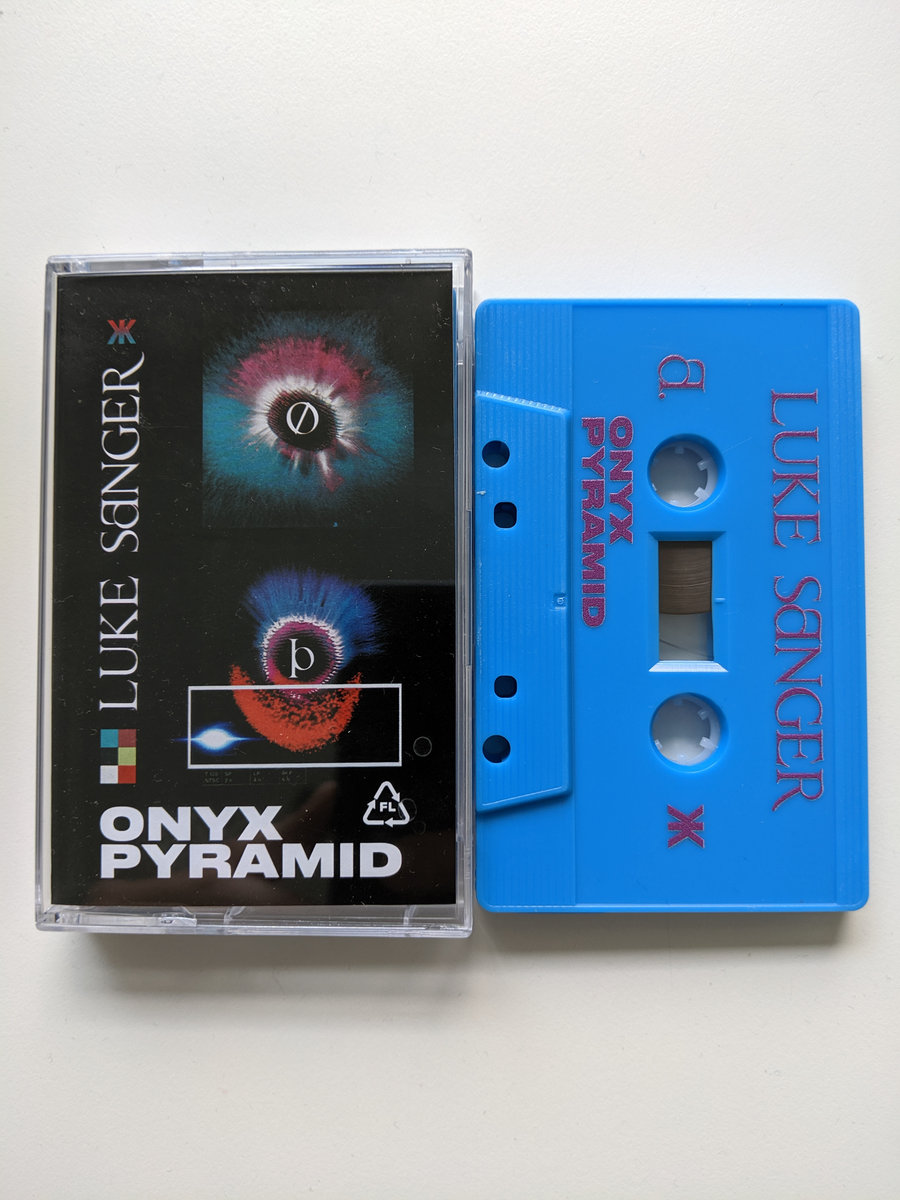 LUKE SANGER Ж
Ø
þ
FL
ONYX
PYRAMID
a.
LUKE SANGER
ONYX
PYRAMID
Ж